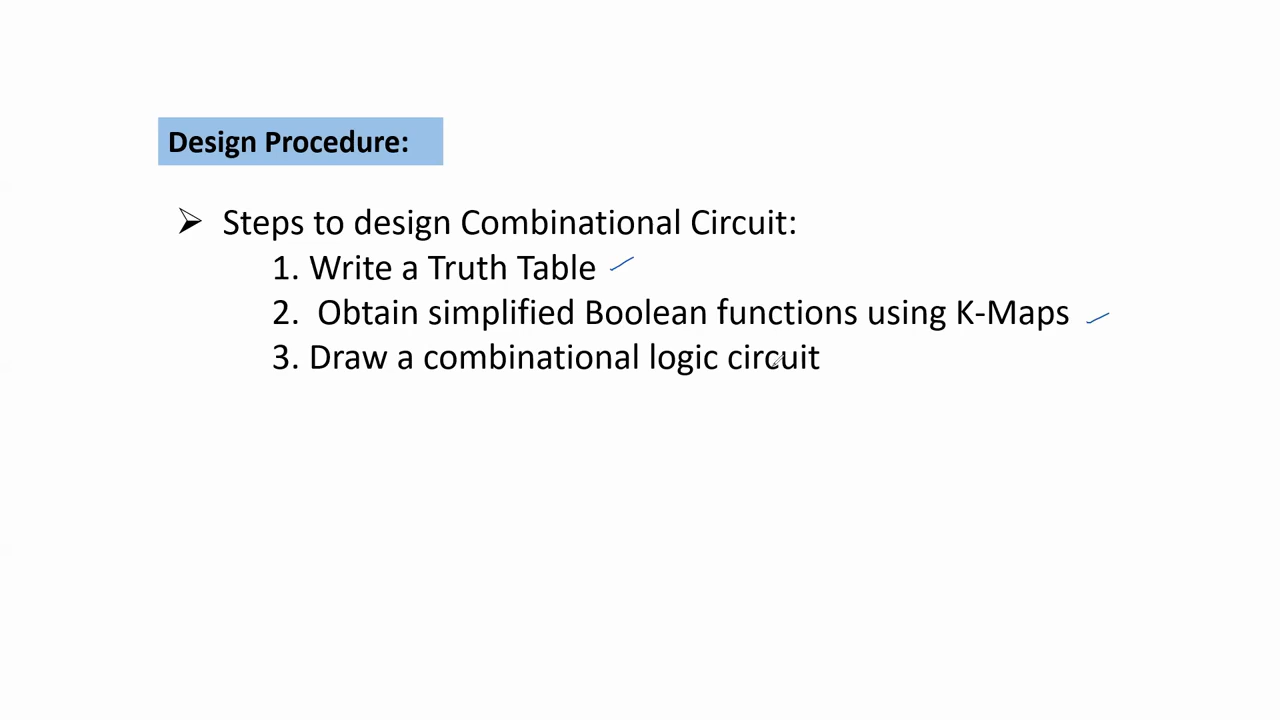 Design Procedure:
➢ Steps to design Combinational Circuit:
1. Write a Truth Table
2. Obtain simplified Boolean functions using K-Maps
3. Draw a combinational logic circuit